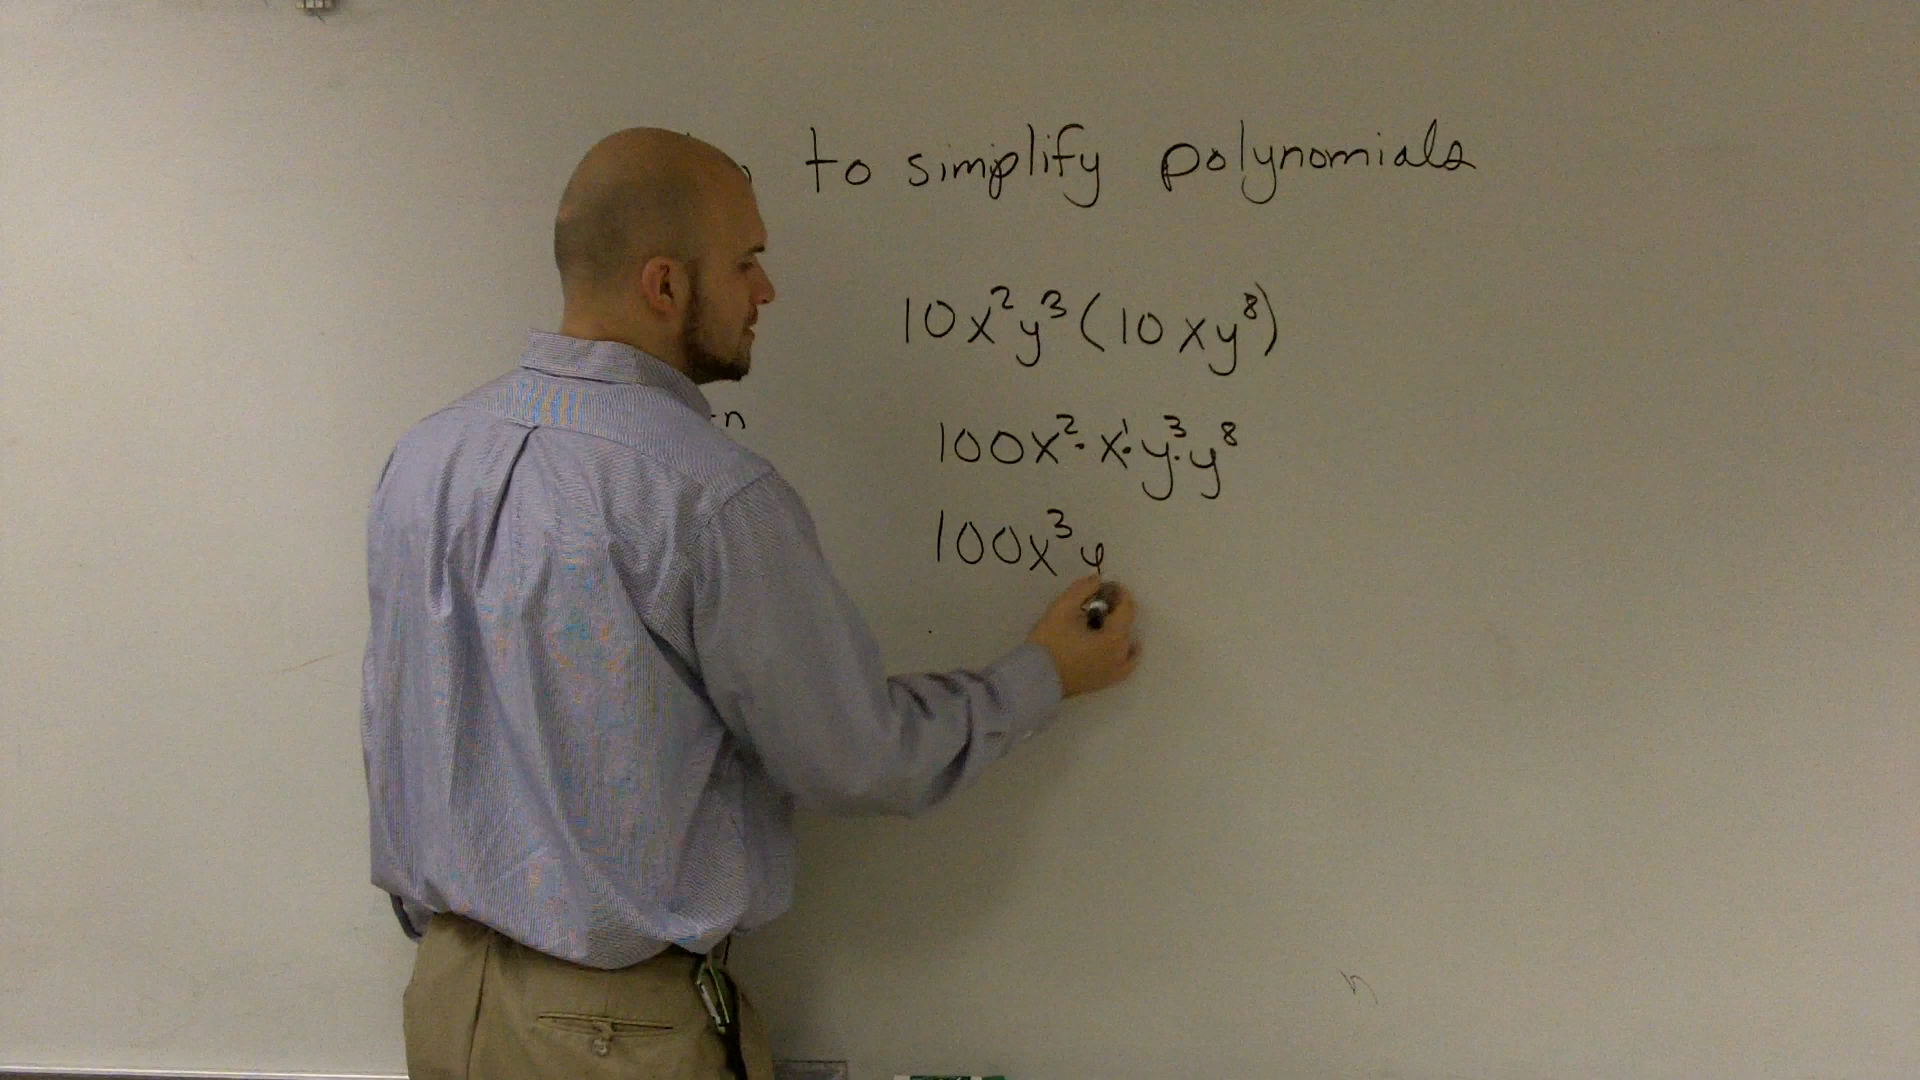 to simplify polynomials
10x²y³(10xy⁸)
100x²·x¹·y³·y⁸
100x³y
n